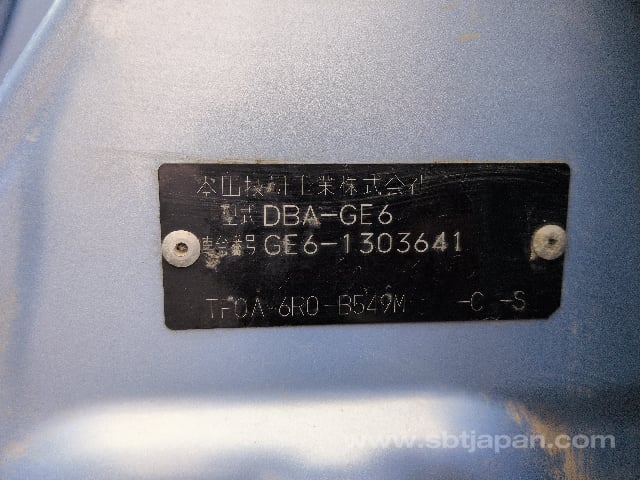 本田技研工業株式会社
型式 DBA-GE6
車台番号 GE6-1303641
TF0A-6R0-B549M -C -S
www.sbtjapan.com